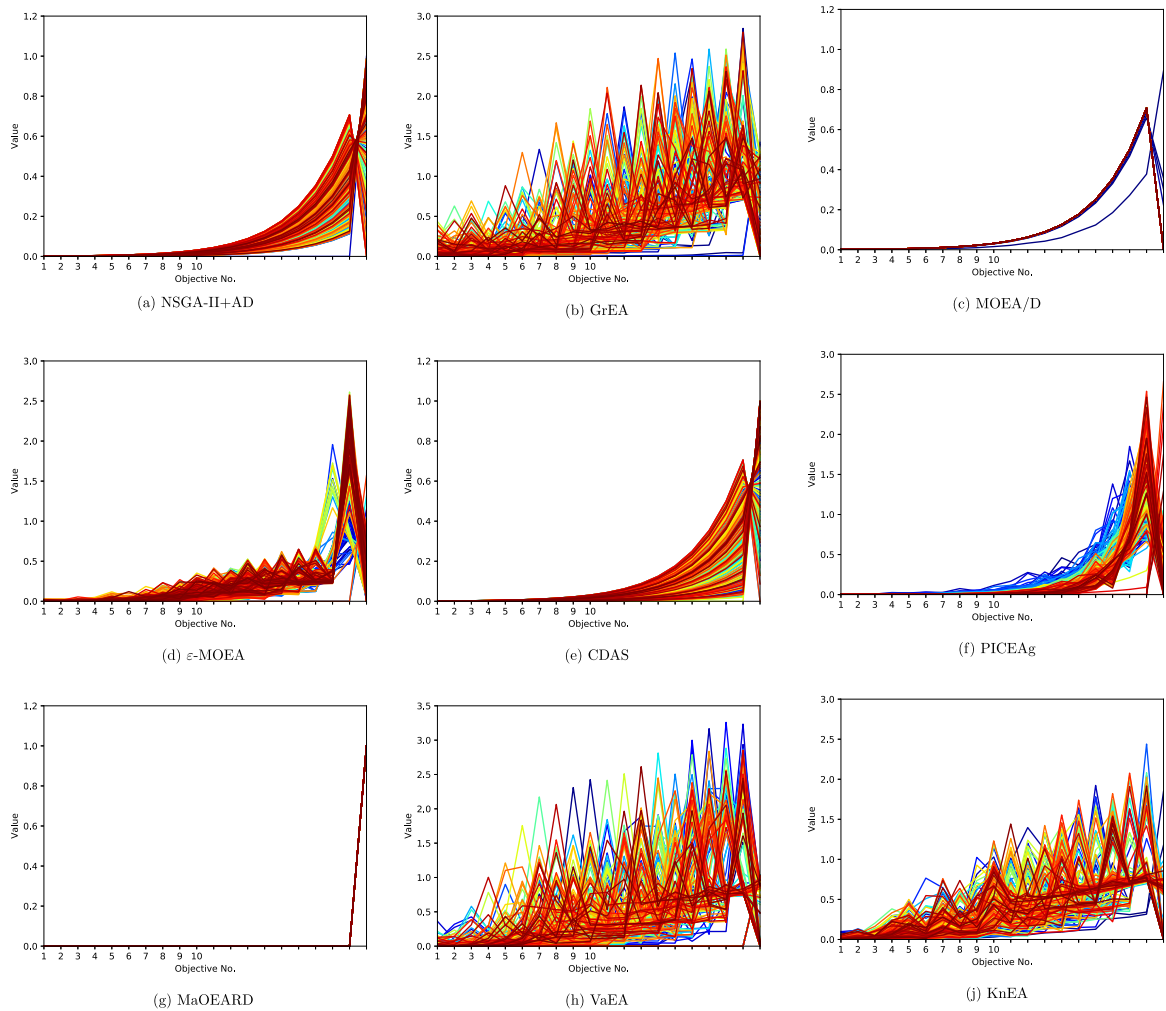 1.2
1.0
0.8
0.6
0.4
0.2
0.0
Value
1 2 3 4 5 6 7 8 9 10
Objective No.
(a) NSGA-II+AD
3.0
2.5
2.0
1.5
1.0
0.5
0.0
Value
1 2 3 4 5 6 7 8 9 10
Objective No.
(b) GrEA
1.2
1.0
0.8
0.6
0.4
0.2
0.0
Value
1 2 3 4 5 6 7 8 9 10
Objective No.
(c) MOEA/D
3.0
2.5
2.0
1.5
1.0
0.5
0.0
Value
1 2 3 4 5 6 7 8 9 10
Objective No.
(d) ε-MOEA
1.2
1.0
0.8
0.6
0.4
0.2
0.0
Value
1 2 3 4 5 6 7 8 9 10
Objective No.
(e) CDAS
3.0
2.5
2.0
1.5
1.0
0.5
0.0
Value
1 2 3 4 5 6 7 8 9 10
Objective No.
(f) PICEAg
1.2
1.0
0.8
0.6
0.4
0.2
0.0
Value
1 2 3 4 5 6 7 8 9 10
Objective No.
(g) MaOEARD
3.5
3.0
2.5
2.0
1.5
1.0
0.5
0.0
Value
1 2 3 4 5 6 7 8 9 10
Objective No.
(h) VaEA
3.0
2.5
2.0
1.5
1.0
0.5
0.0
Value
1 2 3 4 5 6 7 8 9 10
Objective No.
(j) KnEA